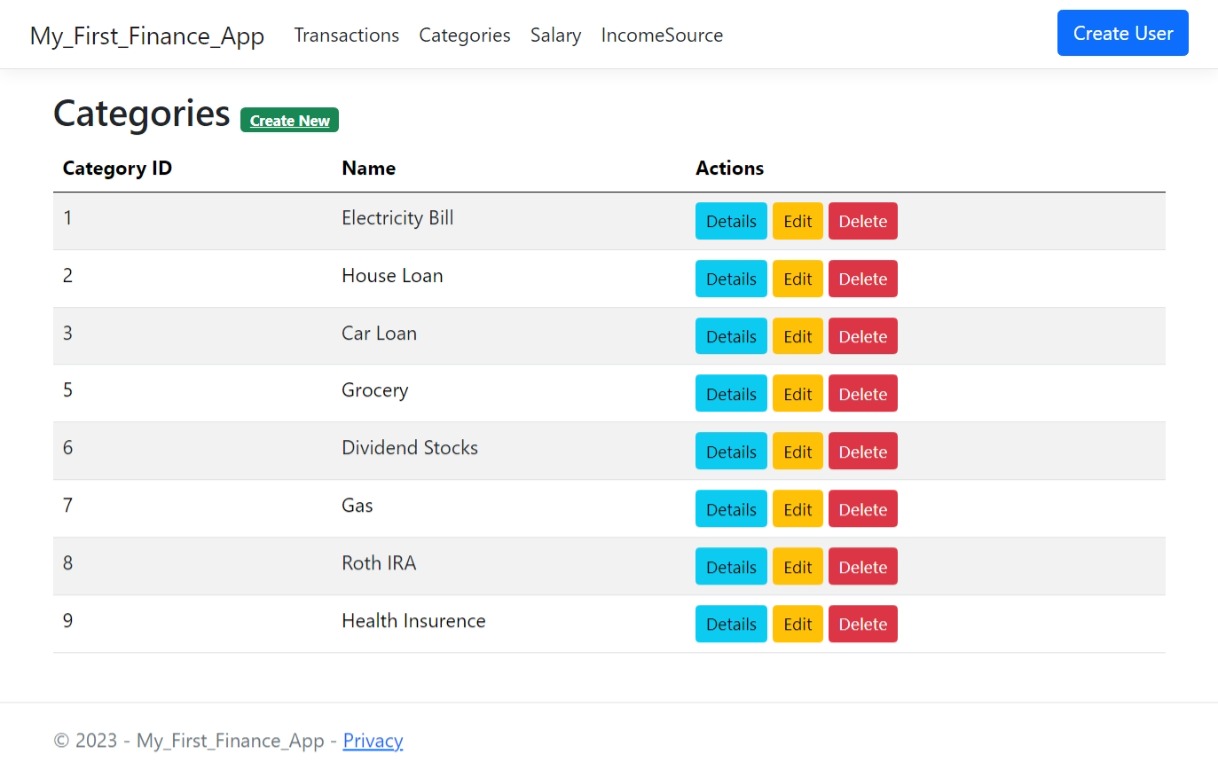 My_First_Finance_App Transactions Categories Salary IncomeSource Create User
Categories Create New
Category ID Name Actions
1 Electricity Bill Details Edit Delete
2 House Loan Details Edit Delete
3 Car Loan Details Edit Delete
5 Grocery Details Edit Delete
6 Dividend Stocks Details Edit Delete
7 Gas Details Edit Delete
8 Roth IRA Details Edit Delete
9 Health Insurence Details Edit Delete
© 2023 - My_First_Finance_App - Privacy